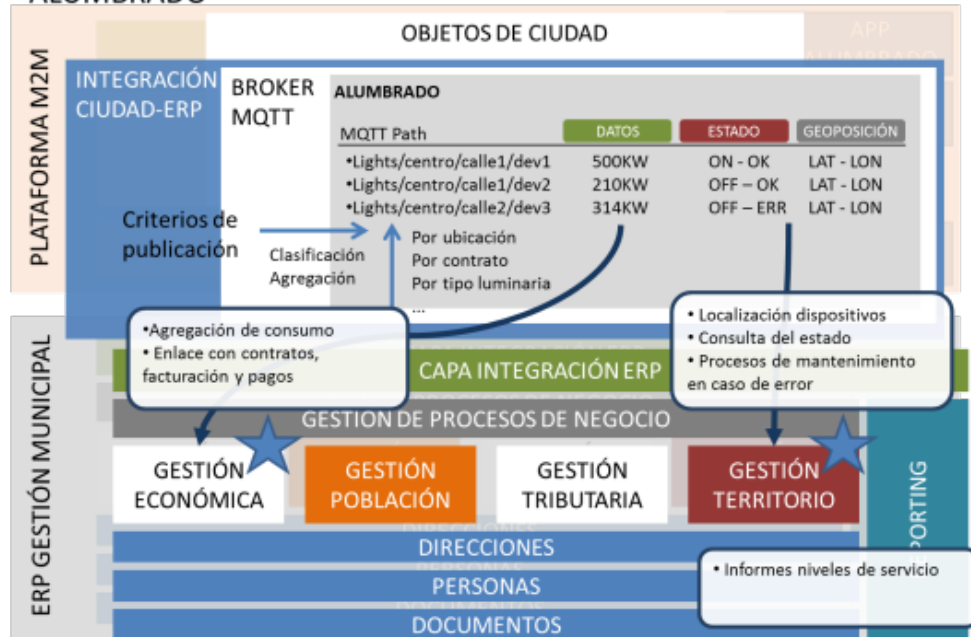 ALUMBRADO
PLATAFORMA M2M
OBJETOS DE CIUDAD
APP
ALUMBRADO
INTEGRACIÓN
CIUDAD-ERP
BROKER
MQTT
ALUMBRADO
MQTT Path DATOS ESTADO GEOPOSICIÓN
•Lights/centro/calle1/dev1 500KW ON - OK LAT - LON
•Lights/centro/calle1/dev2 210KW OFF – OK LAT - LON
•Lights/centro/calle2/dev3 314KW OFF – ERR LAT - LON
Criterios de
publicación
Clasificación
Agregación
Por ubicación
Por contrato
Por tipo luminaria
...
•Agregación de consumo
• Enlace con contratos,
facturación y pagos
• Localización dispositivos
• Consulta del estado
• Procesos de mantenimiento
en caso de error
ERP GESTIÓN MUNICIPAL
CAPA INTEGRACIÓN ERP
GESTIÓN DE PROCESOS DE NEGOCIO
GESTIÓN
ECONÓMICA
GESTIÓN
POBLACIÓN
GESTIÓN
TRIBUTARIA
GESTIÓN
TERRITORIO
DIRECCIONES
PERSONAS
DOCUMENTOS
• Informes niveles de servicio